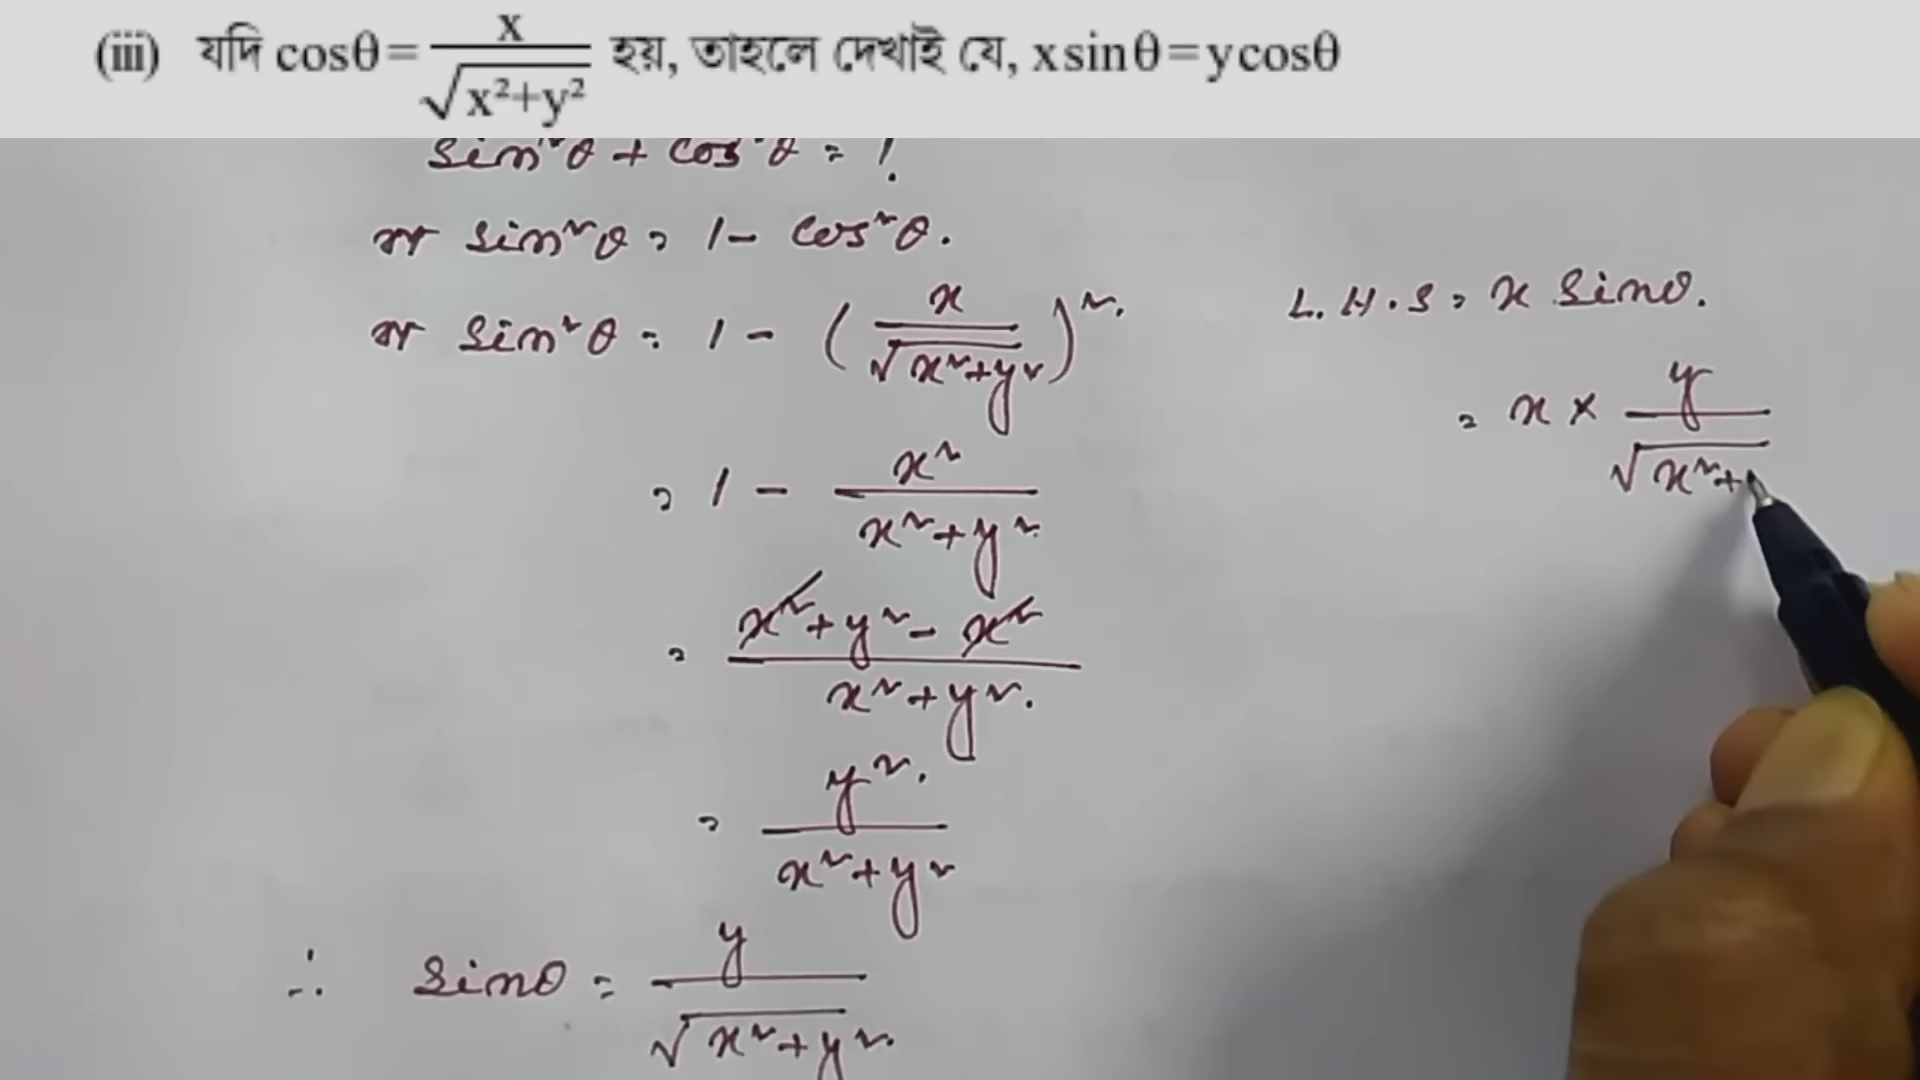 (iii) যদি cosθ = x/√(x²+y²) হয়, তাহলে দেখাই যে, x sinθ = y cosθ
sin²θ + cos²θ = 1.
বা sin²θ = 1 - cos²θ.
বা sin²θ = 1 - (x/√(x²+y²))².
= 1 - x²/(x²+y²)
= (x²+y²-x²)/(x²+y²).
= y²/(x²+y²)
∴ sinθ = y/√(x²+y²).
L.H.S = x sinθ.
= x × y/√(x²+